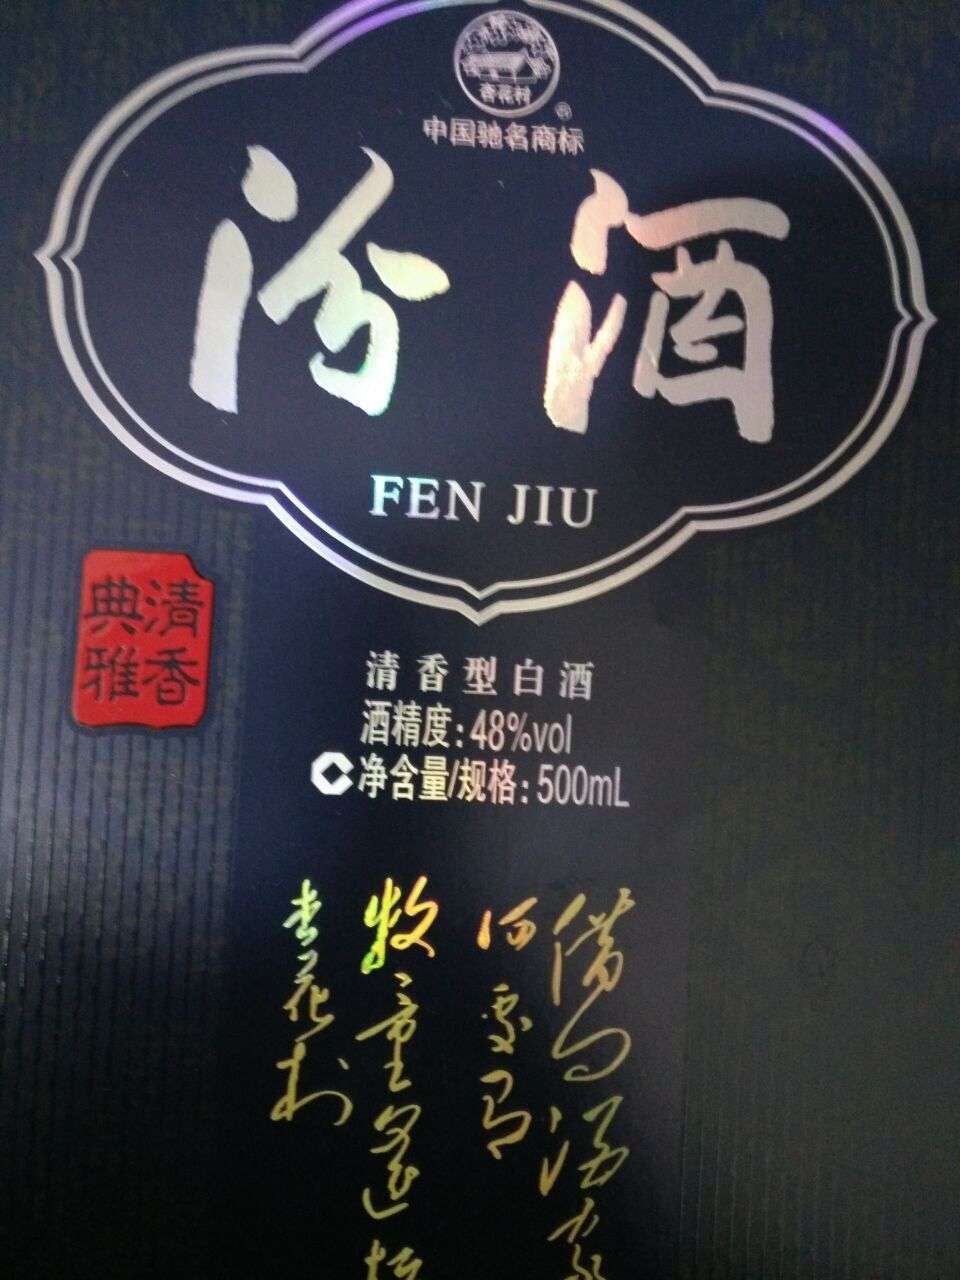 杏花村
®
中国驰名商标
汾酒
FEN JIU
清香
典雅
清香型白酒
酒精度:48%vol
净含量/规格:500mL
借问酒家
何处有
牧童遥指
杏花村